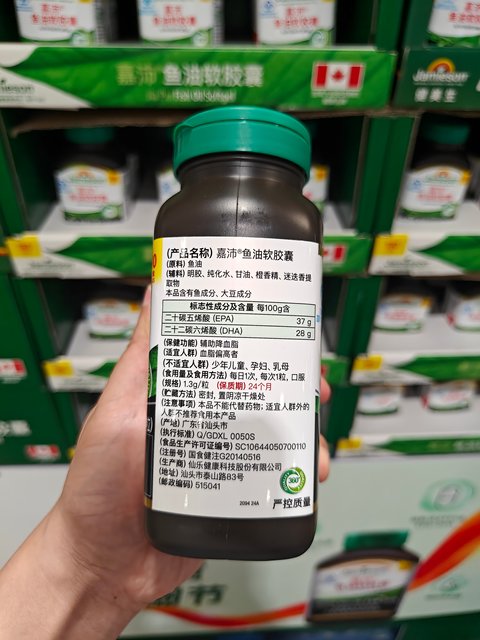 嘉沛®鱼油软胶囊
Jamieson
Jamieson
健美生
(产品名称) 嘉沛®鱼油软胶囊
(原料) 鱼油
(辅料) 明胶、纯化水、甘油、橙香精、迷迭香提
取物
本品含有鱼成分、大豆成分
标志性成分及含量 每100g含
二十碳五烯酸 (EPA) 37 g
二十二碳六烯酸 (DHA) 28 g
(保健功能) 辅助降血脂
(适宜人群) 血脂偏高者
(不适宜人群) 少年儿童、孕妇、乳母
(食用量及食用方法) 每日1次, 每次1粒, 口服
(规格) 1.3g/粒 (保质期) 24个月
(贮藏方法) 密封, 置阴凉干燥处
(注意事项) 本品不能代替药物; 适宜人群外的
人群不推荐食用本产品
(产地) 广东省汕头市
(执行标准) Q/GDXL 0050S
(食品生产许可证编号) SC10644050700110
(注册号) 国食健注G20140516
(生产商) 仙乐健康科技股份有限公司
(地址) 汕头市泰山路83号
(邮政编码) 515041
360°
2094 24A
严控质量